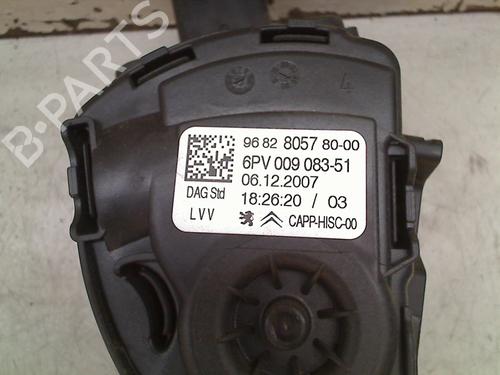 B-PARTS
4
96 82 8057 80-00
6PV 009 083-51
06.12.2007
DAG Std
18:26:20 / 03
LVV
CAPP-HISC-00